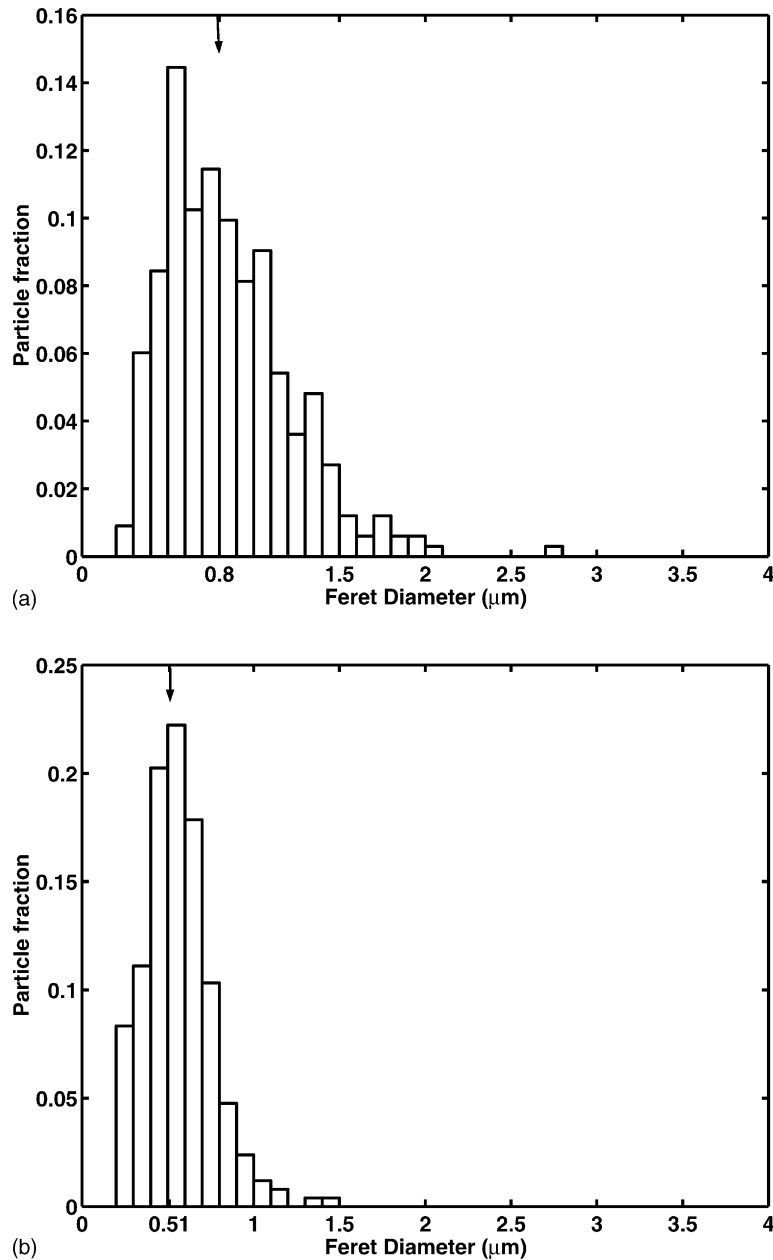 0.16
0.14
0.12
0.1
0.08
0.06
0.04
0.02
0
Particle fraction
0 0.8 1.5 2 2.5 3 3.5 4
Feret Diameter (μm)
(a)
0.25
0.2
0.15
0.1
0.05
0
Particle fraction
0 0.51 1 1.5 2 2.5 3 3.5 4
Feret Diameter (μm)
(b)